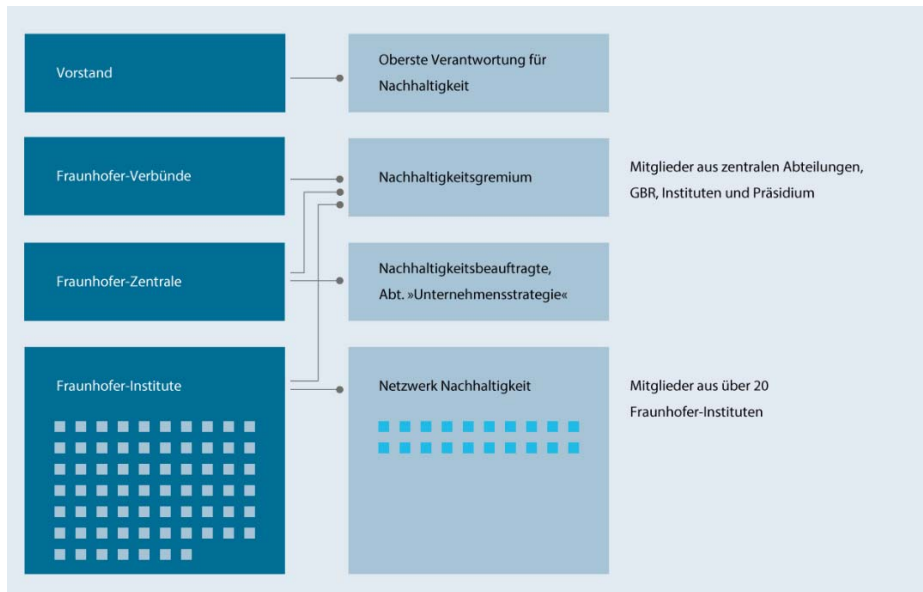 Vorstand
Oberste Verantwortung für
Nachhaltigkeit
Fraunhofer-Verbünde
Nachhaltigkeitsgremium
Mitglieder aus zentralen Abteilungen,
GBR, Instituten und Präsidium
Fraunhofer-Zentrale
Nachhaltigkeitsbeauftragte,
Abt. »Unternehmensstrategie«
Fraunhofer-Institute
Netzwerk Nachhaltigkeit
Mitglieder aus über 20
Fraunhofer-Instituten